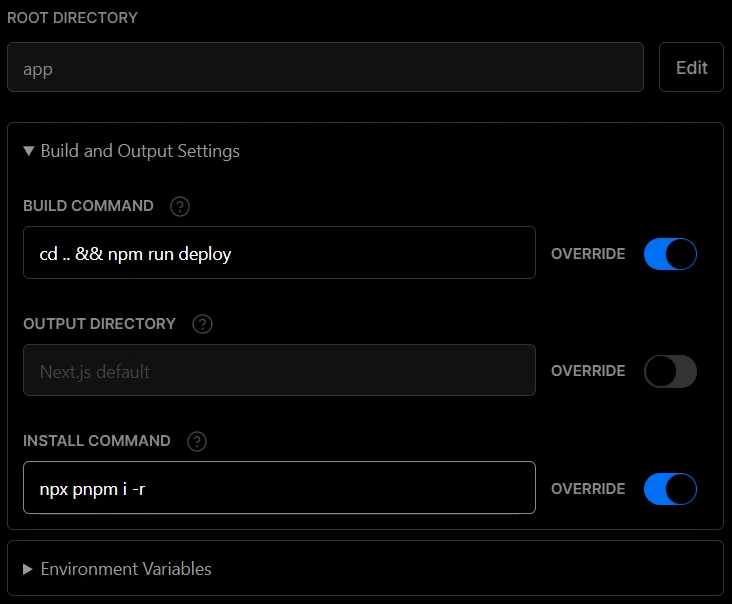 ROOT DIRECTORY
app
Edit
▼ Build and Output Settings
BUILD COMMAND ?
cd .. && npm run deploy
OVERRIDE
OUTPUT DIRECTORY ?
Next.js default
OVERRIDE
INSTALL COMMAND ?
npx pnpm i -r
OVERRIDE
▶ Environment Variables